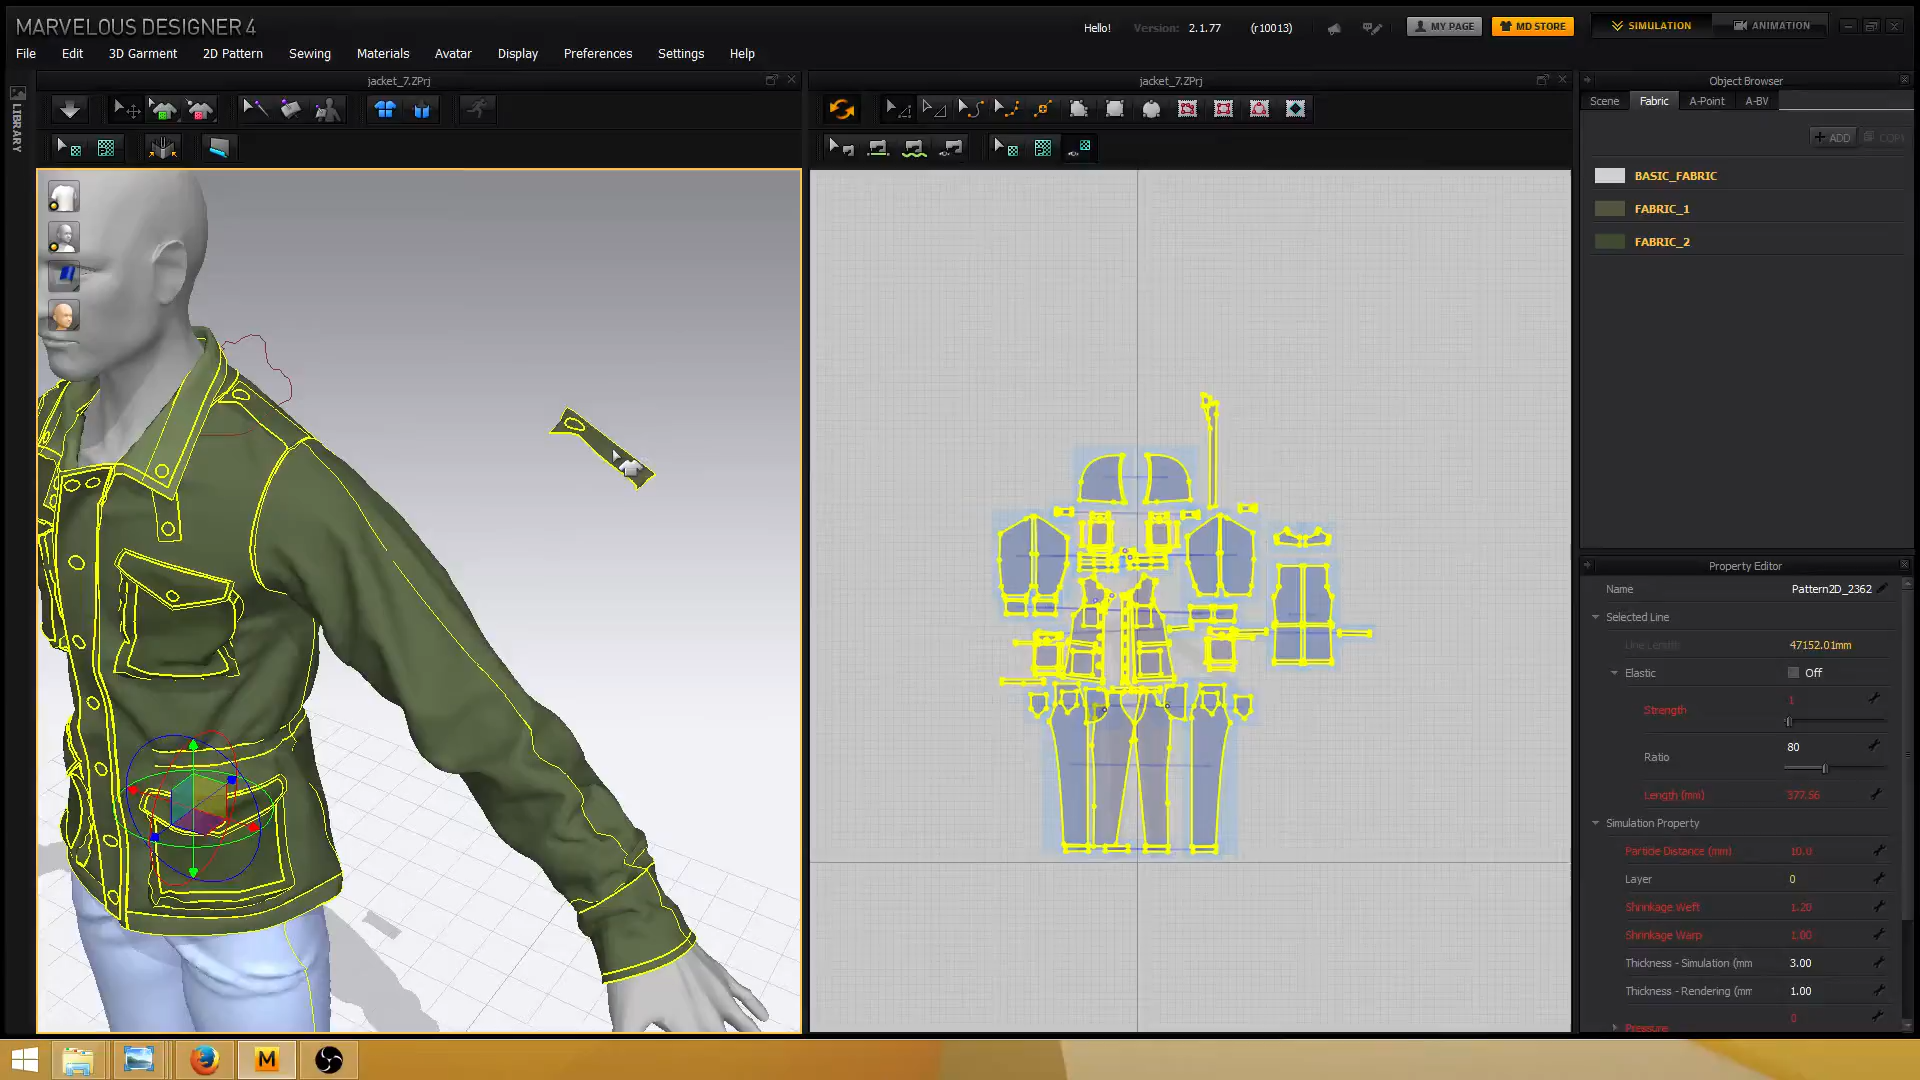 MARVELOUS DESIGNER 4
Hello!
Version: 2.1.77 (r10013)
MY PAGE
MD STORE
SIMULATION
ANIMATION
File Edit 3D Garment 2D Pattern Sewing Materials Avatar Display Preferences Settings Help
jacket_7.ZPrj
jacket_7.ZPrj
Object Browser
LIBRARY
Scene Fabric A-Point A-BV
+ ADD
COPY
BASIC_FABRIC
FABRIC_1
FABRIC_2
Property Editor
Name Pattern2D_2362
Selected Line
Line Length 47152.01mm
Elastic Off
Strength 1
Ratio 80
Length (mm) 377.56
Simulation Property
Particle Distance (mm) 10.0
Layer 0
Shrinkage Weft 1.20
Shrinkage Warp 1.00
Thickness - Simulation (mm 3.00
Thickness - Rendering (mm 1.00
Pressure 0
M